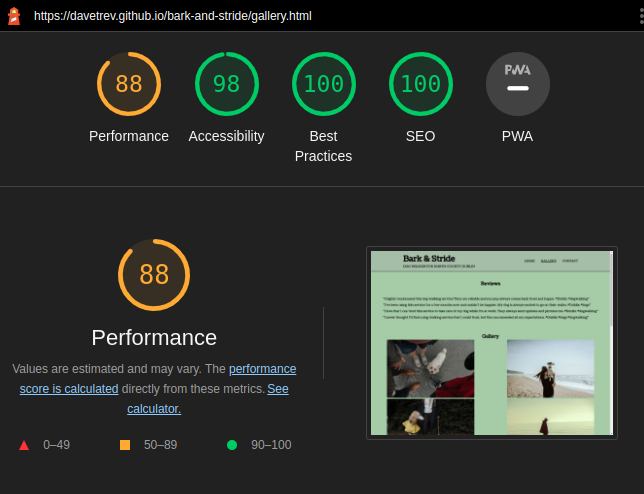 https://davetrev.github.io/bark-and-stride/gallery.html
88
98
100
100
PWA
Performance
Accessibility
Best
Practices
SEO
PWA
88
Performance
Values are estimated and may vary. The performance
score is calculated directly from these metrics. See
calculator.
0–49
50–89
90–100
Bark & Stride
HOME GALLERY CONTACT
Reviews
Gallery